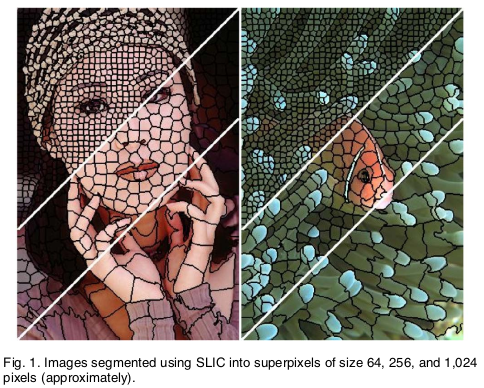 Fig. 1. Images segmented using SLIC into superpixels of size 64, 256, and 1,024
pixels (approximately).